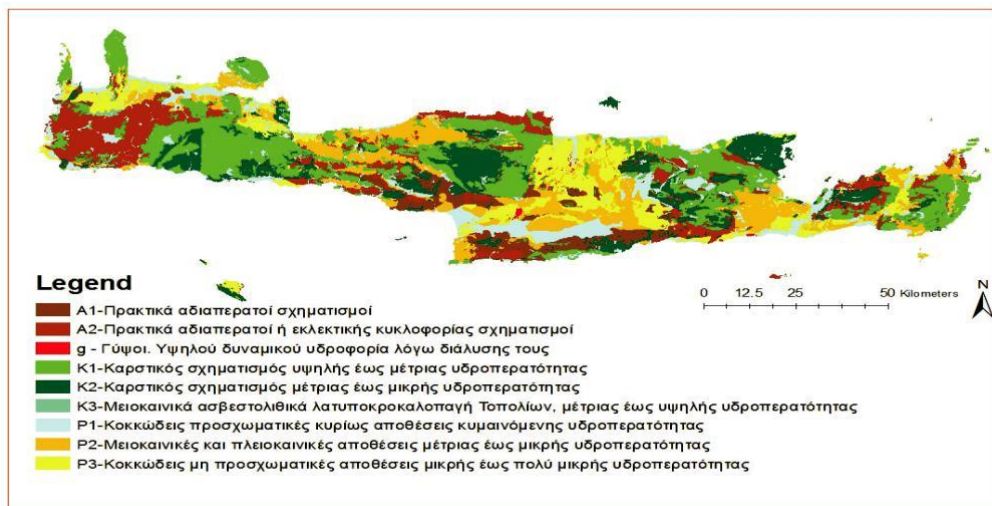 Legend
A1-Πρακτικά αδιαπερατοί σχηματισμοί
A2-Πρακτικά αδιαπερατοί ή εκλεκτικής κυκλοφορίας σχηματισμοί
g - Γύψοι. Υψηλού δυναμικού υδροφορία λόγω διάλυσης τους
K1-Καρστικός σχηματισμός υψηλής έως μέτριας υδροπερατότητας
K2-Καρστικός σχηματισμός μέτριας έως μικρής υδροπερατότητας
K3-Μειοκαινικά ασβεστολιθικά λατυποκροκαλοπαγή Τοπολίων, μέτριας έως υψηλής υδροπερατότητας
P1-Κοκκώδεις προσχωματικές κυρίως αποθέσεις κυμαινόμενης υδροπερατότητας
P2-Μειοκαινικές και πλειοκαινικές αποθέσεις μέτριας έως μικρής υδροπερατότητας
P3-Κοκκώδεις μη προσχωματικές αποθέσεις μικρής έως πολύ μικρής υδροπερατότητας
0 12.5 25 50 Kilometers
N